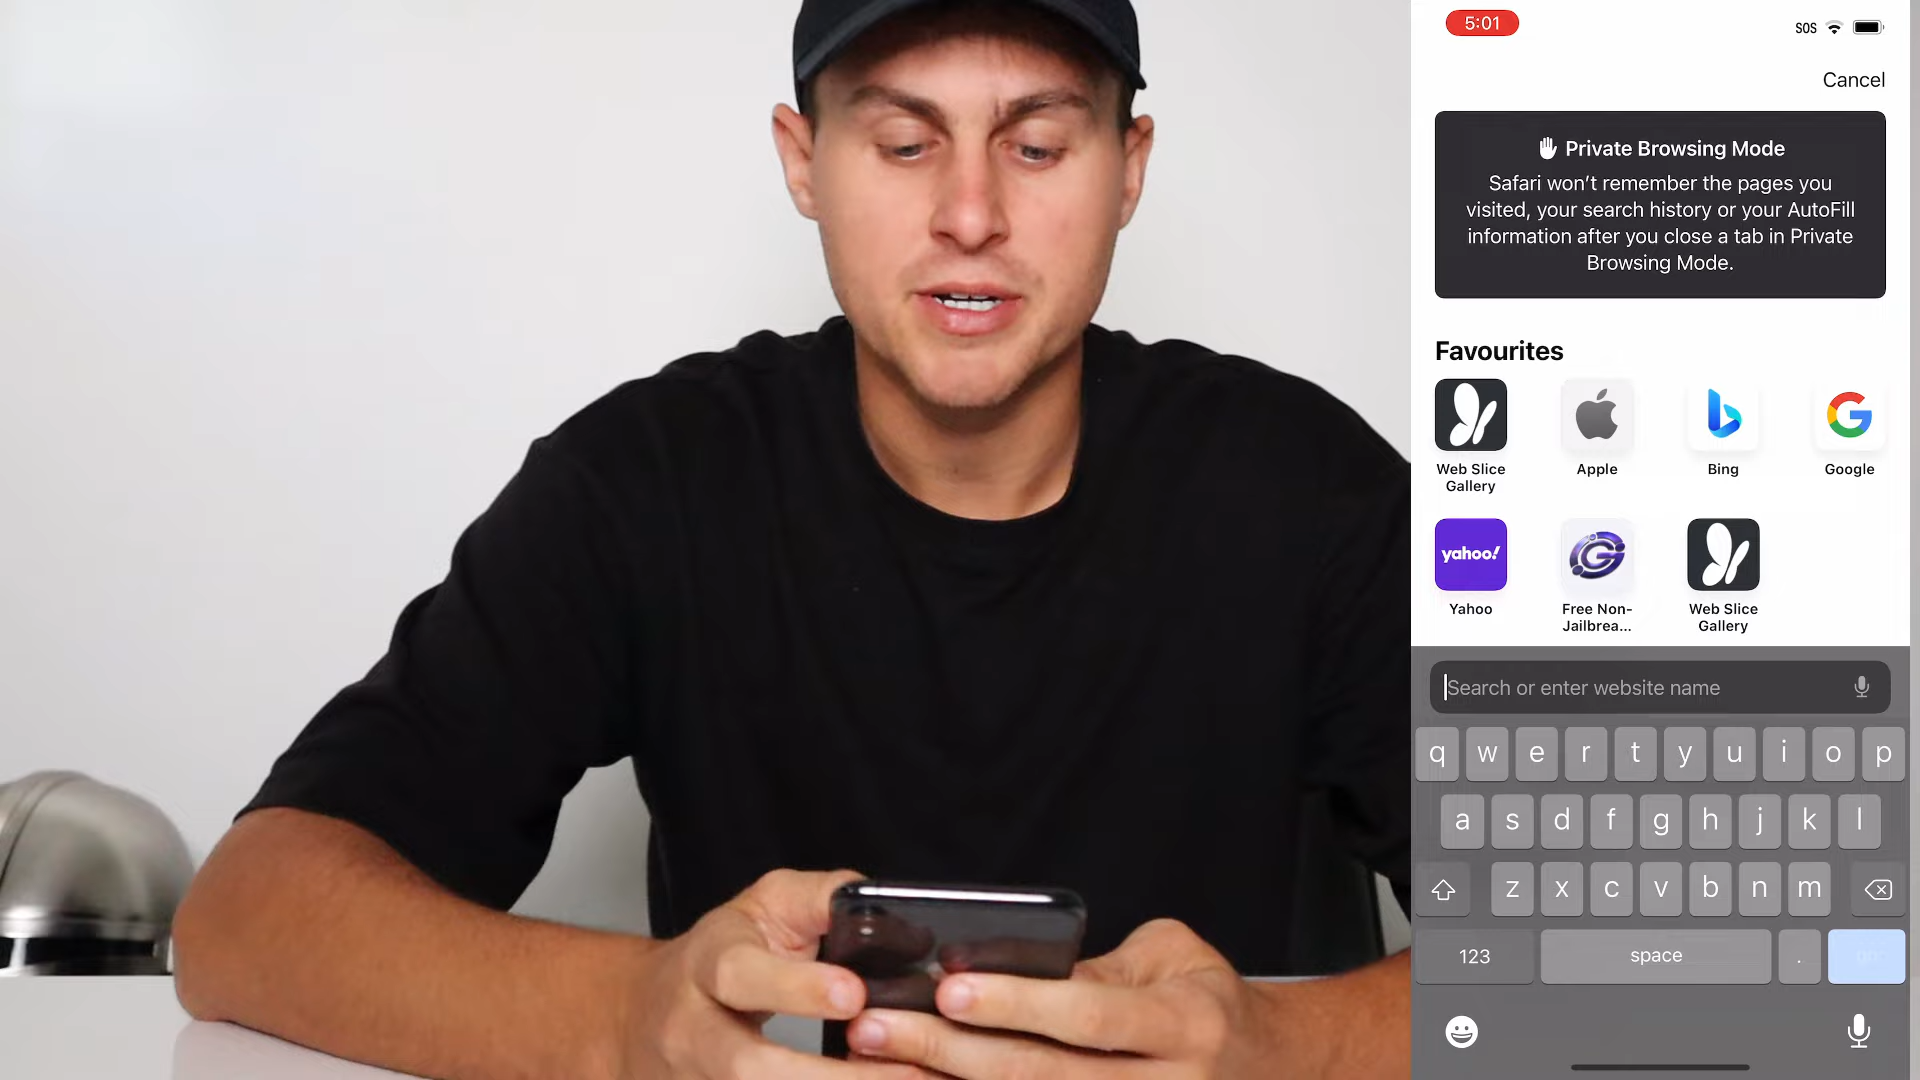 5:01
SOS
Cancel
Private Browsing Mode
Safari won't remember the pages you
visited, your search history or your AutoFill
information after you close a tab in Private
Browsing Mode.
Favourites
Web Slice
Gallery
Apple
Bing
Google
yahoo!
Yahoo
Free Non-
Jailbrea...
Web Slice
Gallery
Search or enter website name
q w e r t y u i o p
a s d f g h j k l
z x c v b n m
123 space .